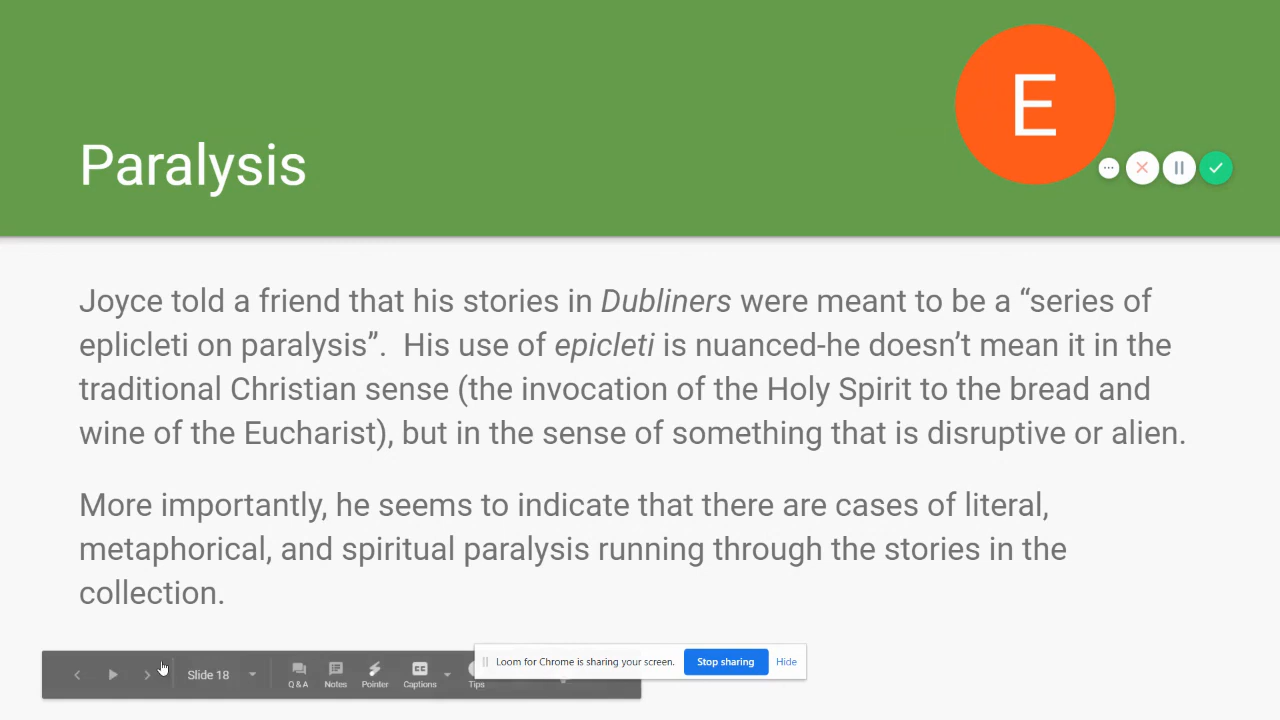 E
Paralysis
Joyce told a friend that his stories in Dubliners were meant to be a “series of
eplicleti on paralysis”.  His use of epicleti is nuanced-he doesn’t mean it in the
traditional Christian sense (the invocation of the Holy Spirit to the bread and
wine of the Eucharist), but in the sense of something that is disruptive or alien.
More importantly, he seems to indicate that there are cases of literal,
metaphorical, and spiritual paralysis running through the stories in the
collection.
Slide 18
Q & A
Notes
Pointer
CC
Captions
Tips
Loom for Chrome is sharing your screen.
Stop sharing
Hide